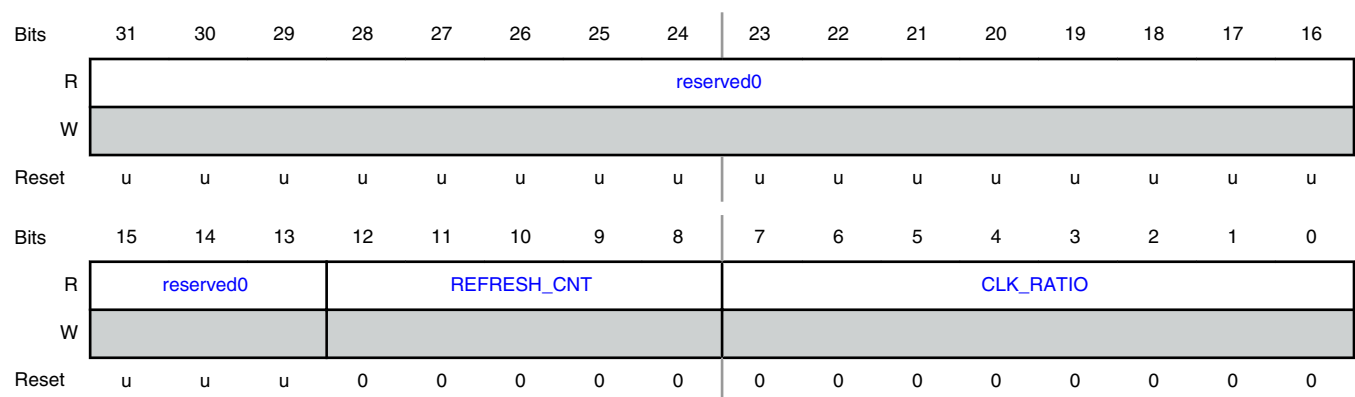 Bits 31 30 29 28 27 26 25 24 23 22 21 20 19 18 17 16
R reserved0
W
Reset u u u u u u u u u u u u u u u u
Bits 15 14 13 12 11 10 9 8 7 6 5 4 3 2 1 0
R reserved0 REFRESH_CNT CLK_RATIO
W
Reset u u u 0 0 0 0 0 0 0 0 0 0 0 0 0